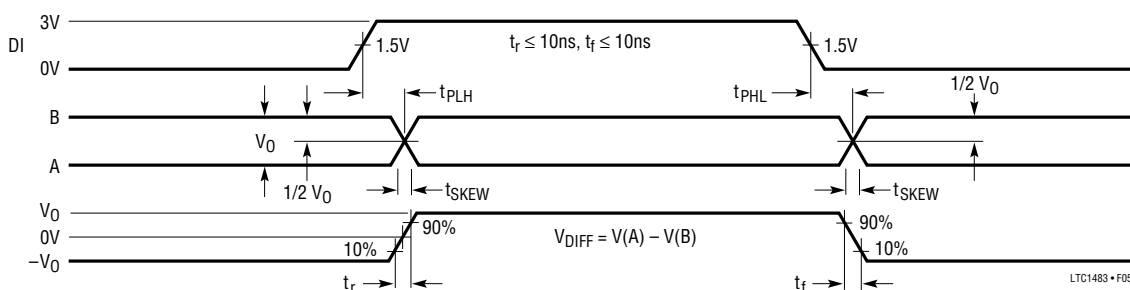 3V
DI
1.5V
t_r ≤ 10ns, t_f ≤ 10ns
1.5V
0V
1/2 V_O
t_PLH
t_PHL
B
V_O
A
1/2 V_O
t_SKEW
t_SKEW
V_O
90%
90%
0V
V_DIFF = V(A) – V(B)
10%
10%
–V_O
t_r
t_f
LTC1483 • F05